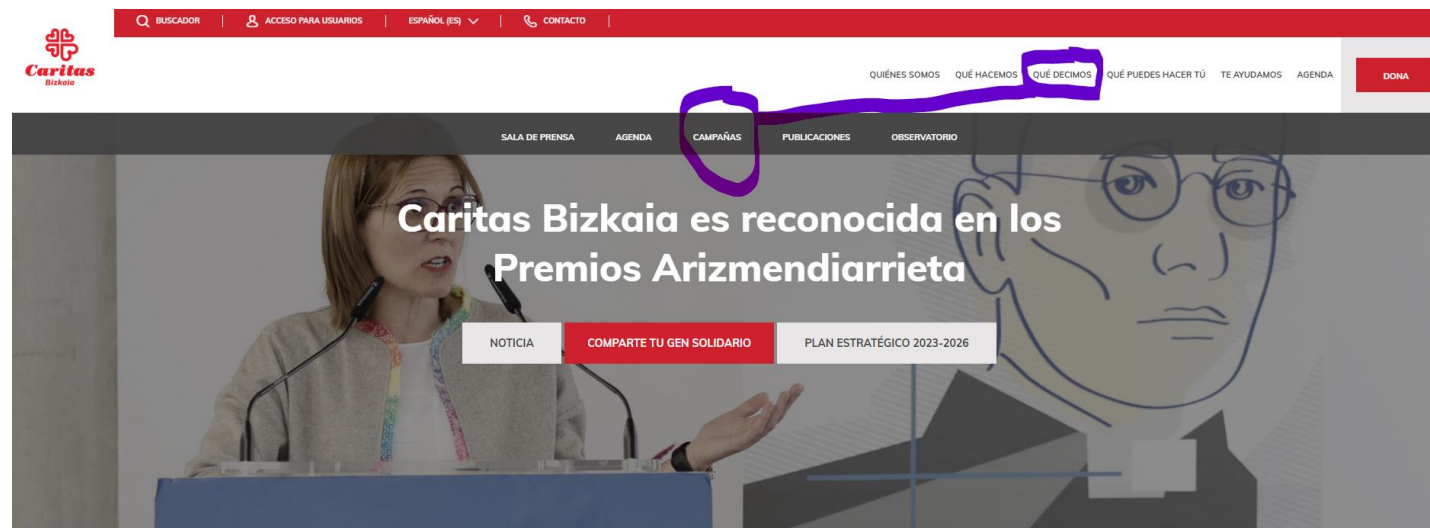 BUSCADOR
ACCESO PARA USUARIOS
ESPAÑOL (ES)
CONTACTO
Caritas
Bizkaia
QUIÉNES SOMOS
QUÉ HACEMOS
QUÉ DECIMOS
QUÉ PUEDES HACER TÚ
TE AYUDAMOS
AGENDA
DONA
SALA DE PRENSA
AGENDA
CAMPAÑAS
PUBLICACIONES
OBSERVATORIO
Caritas Bizkaia es reconocida en los
Premios Arizmendiarrieta
NOTICIA
COMPARTE TU GEN SOLIDARIO
PLAN ESTRATÉGICO 2023-2026